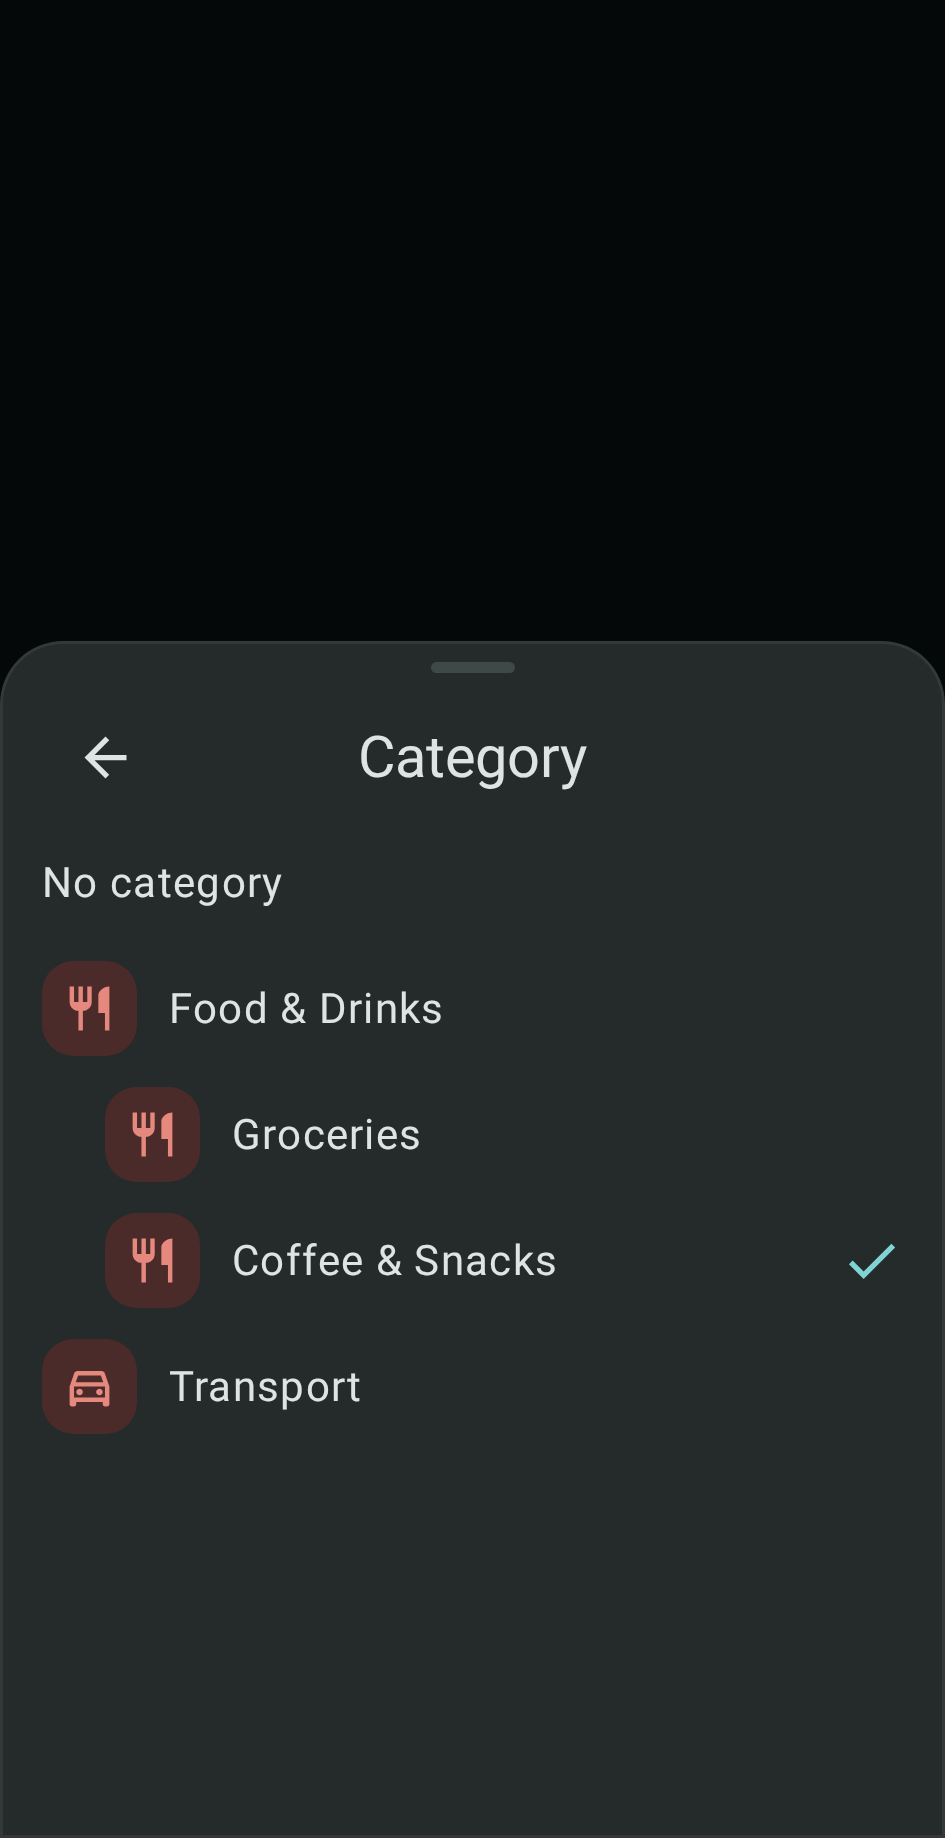 Category
No category
Food & Drinks
Groceries
Coffee & Snacks
Transport